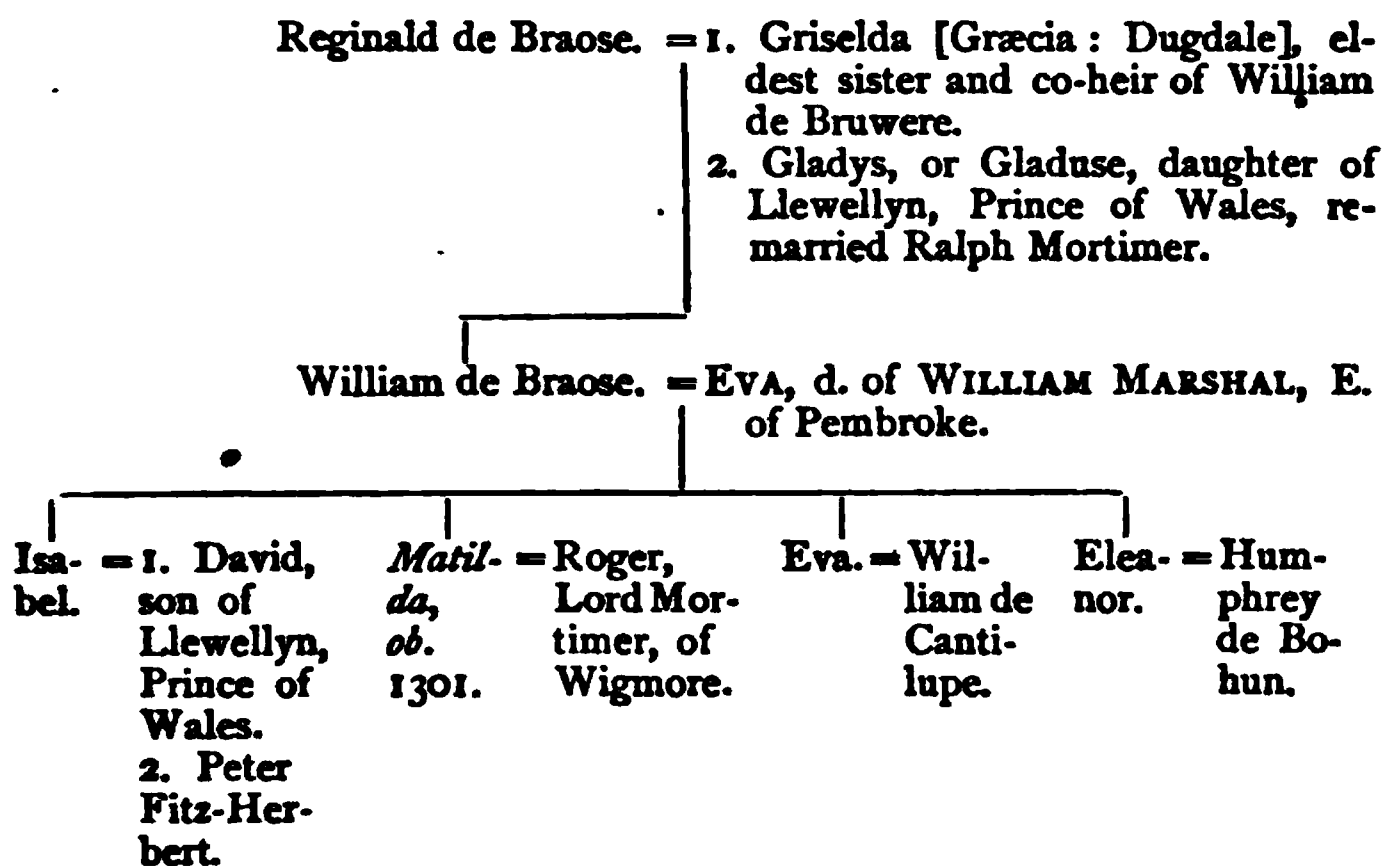 Reginald de Braose. = 1. Griselda [Græcia : Dugdale], el-
dest sister and co-heir of William
de Bruwere.
2. Gladys, or Gladuse, daughter of
Llewellyn, Prince of Wales, re-
married Ralph Mortimer.
William de Braose. = EVA, d. of WILLIAM MARSHAL, E.
of Pembroke.
Isa-
bel.
= 1. David,
son of
Llewellyn,
Prince of
Wales.
2. Peter
Fitz-Her-
bert.
Matil-
da,
ob.
1301.
= Roger,
Lord Mor-
timer, of
Wigmore.
Eva. = Wil-
liam de
Canti-
lupe.
Elea-
nor.
= Hum-
phrey
de Bo-
hun.